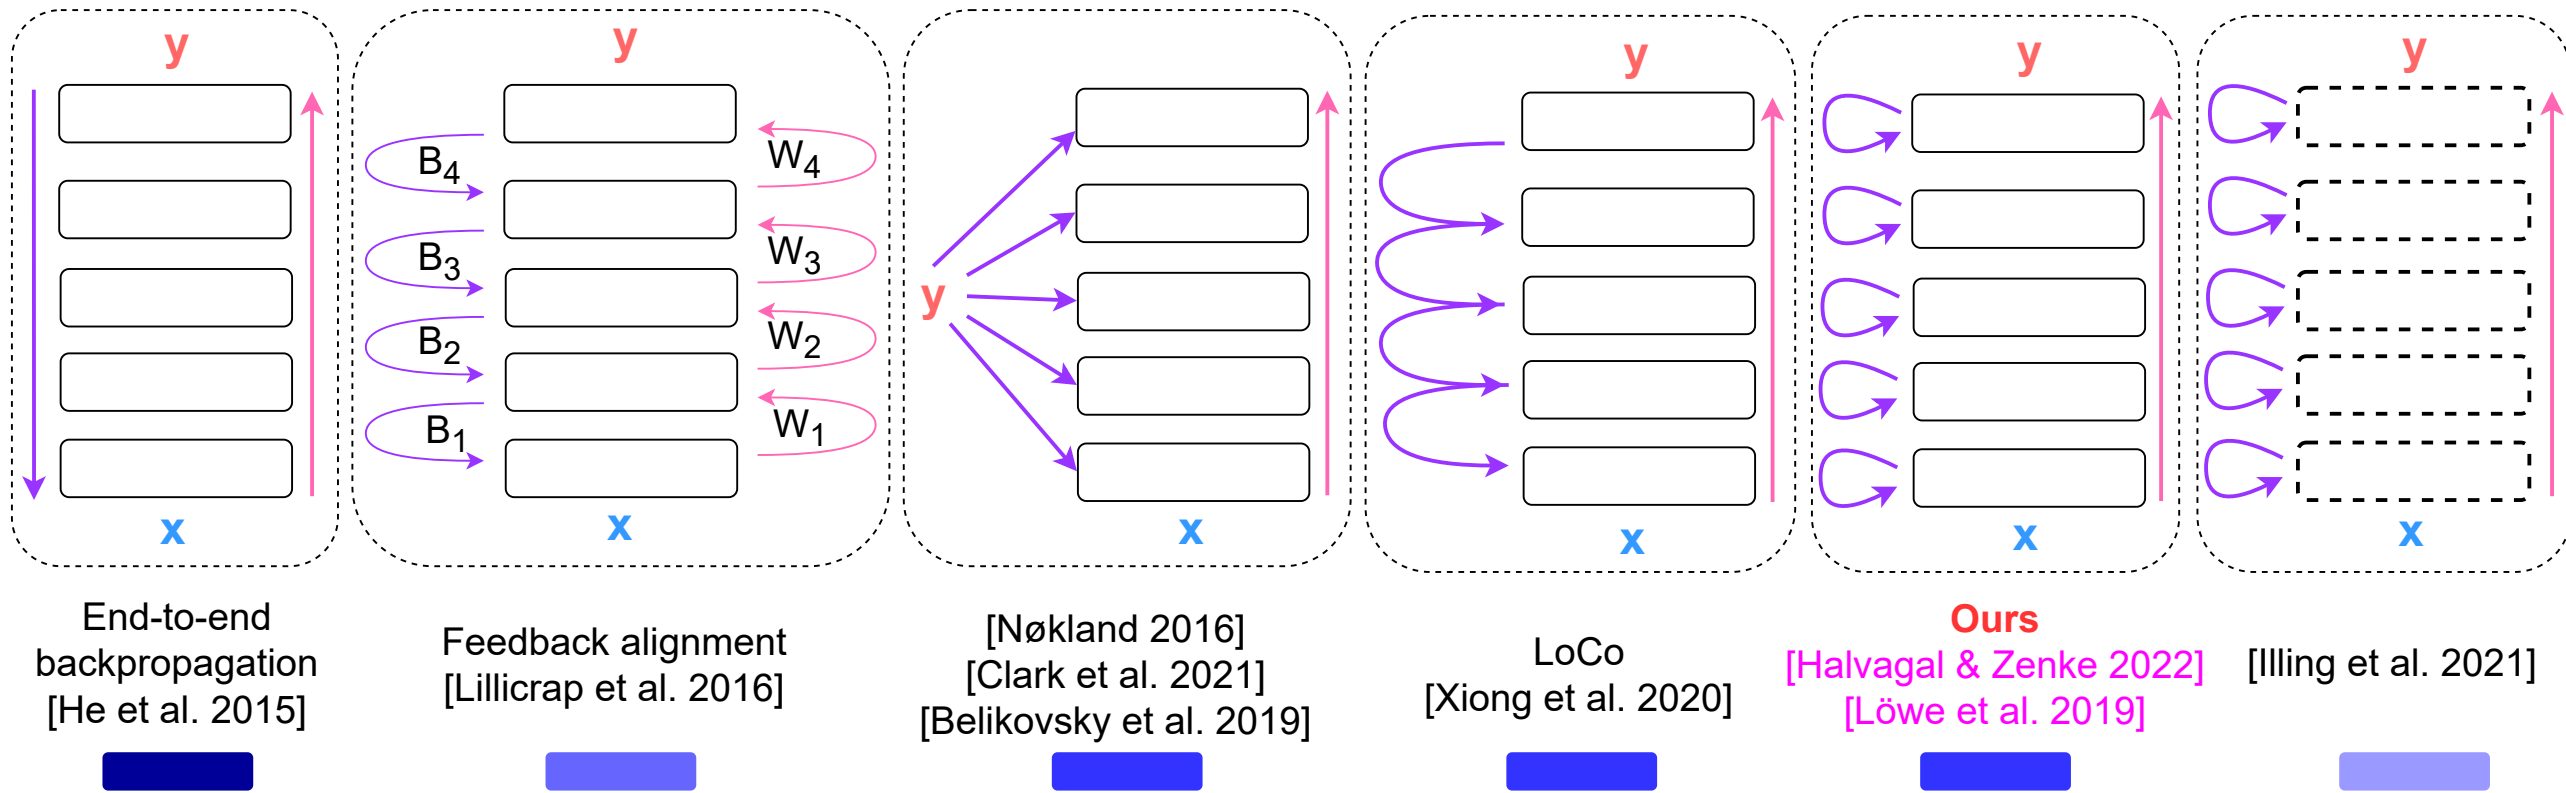 y
x
End-to-end
backpropagation
[He et al. 2015]
y
B4 W4
B3 W3
B2 W2
B1 W1
x
Feedback alignment
[Lillicrap et al. 2016]
y
x
[Nøkland 2016]
[Clark et al. 2021]
[Belikovsky et al. 2019]
y
x
LoCo
[Xiong et al. 2020]
y
x
Ours
[Halvagal & Zenke 2022]
[Löwe et al. 2019]
y
x
[Illing et al. 2021]